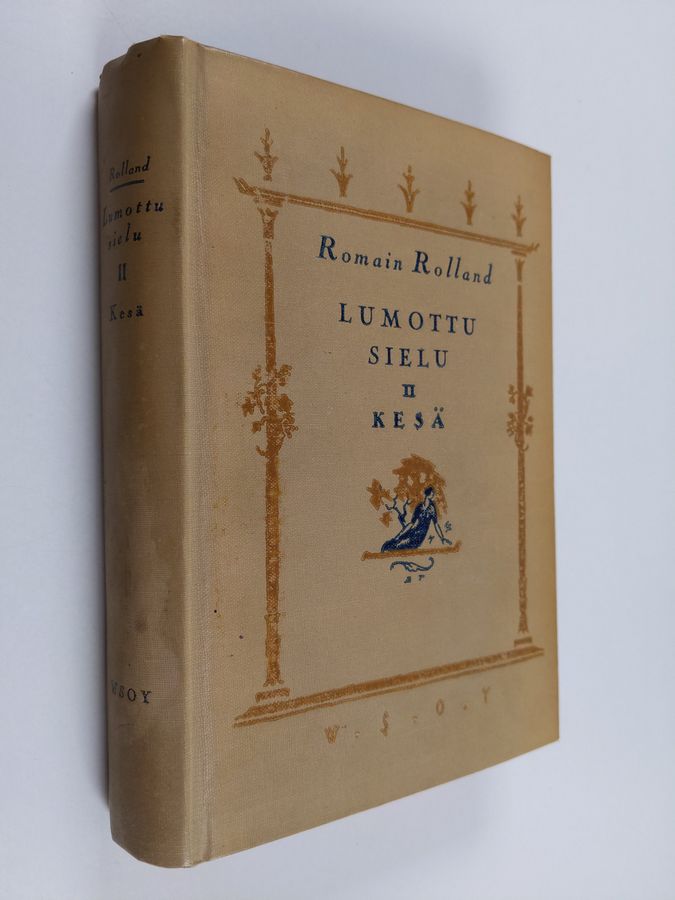 Rolland
Lumottu
sielu
II
Kesä
WSOY
Romain Rolland
LUMOTTU
SIELU
II
KESÄ
W.S.O.Y